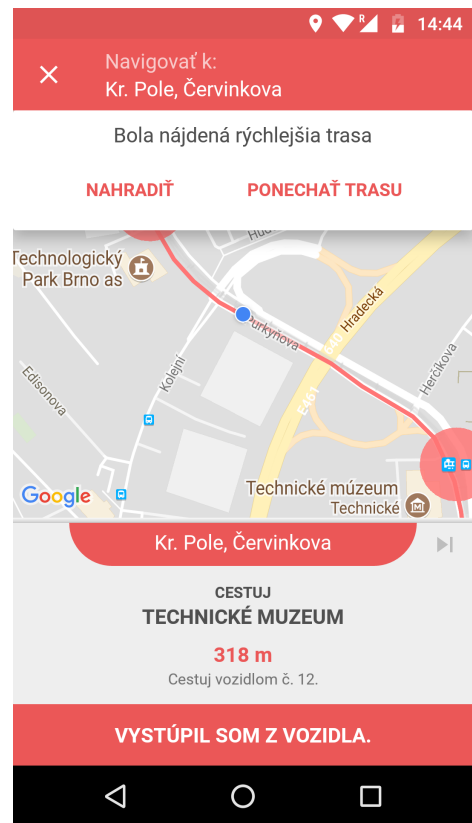 R
14:44
Navigovať k:
Kr. Pole, Červinkova
Bola nájdená rýchlejšia trasa
NAHRADIŤ
PONECHAŤ TRASU
Technologický
Park Brno as
Hradecká
640
Purkyňova
Kolejní
Herčíkova
Edisonova
E461
Google
Technické múzeum
Technické
Kr. Pole, Červinkova
CESTUJ
TECHNICKÉ MUZEUM
318 m
Cestuj vozidlom č. 12.
VYSTÚPIL SOM Z VOZIDLA.